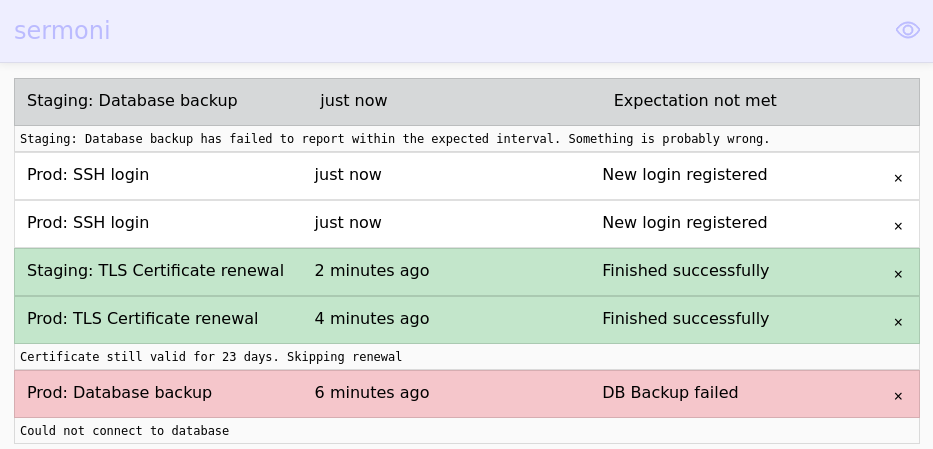 sermoni
Staging: Database backup just now Expectation not met
Staging: Database backup has failed to report within the expected interval. Something is probably wrong.
Prod: SSH login just now New login registered ×
Prod: SSH login just now New login registered ×
Staging: TLS Certificate renewal 2 minutes ago Finished successfully ×
Prod: TLS Certificate renewal 4 minutes ago Finished successfully ×
Certificate still valid for 23 days. Skipping renewal
Prod: Database backup 6 minutes ago DB Backup failed ×
Could not connect to database